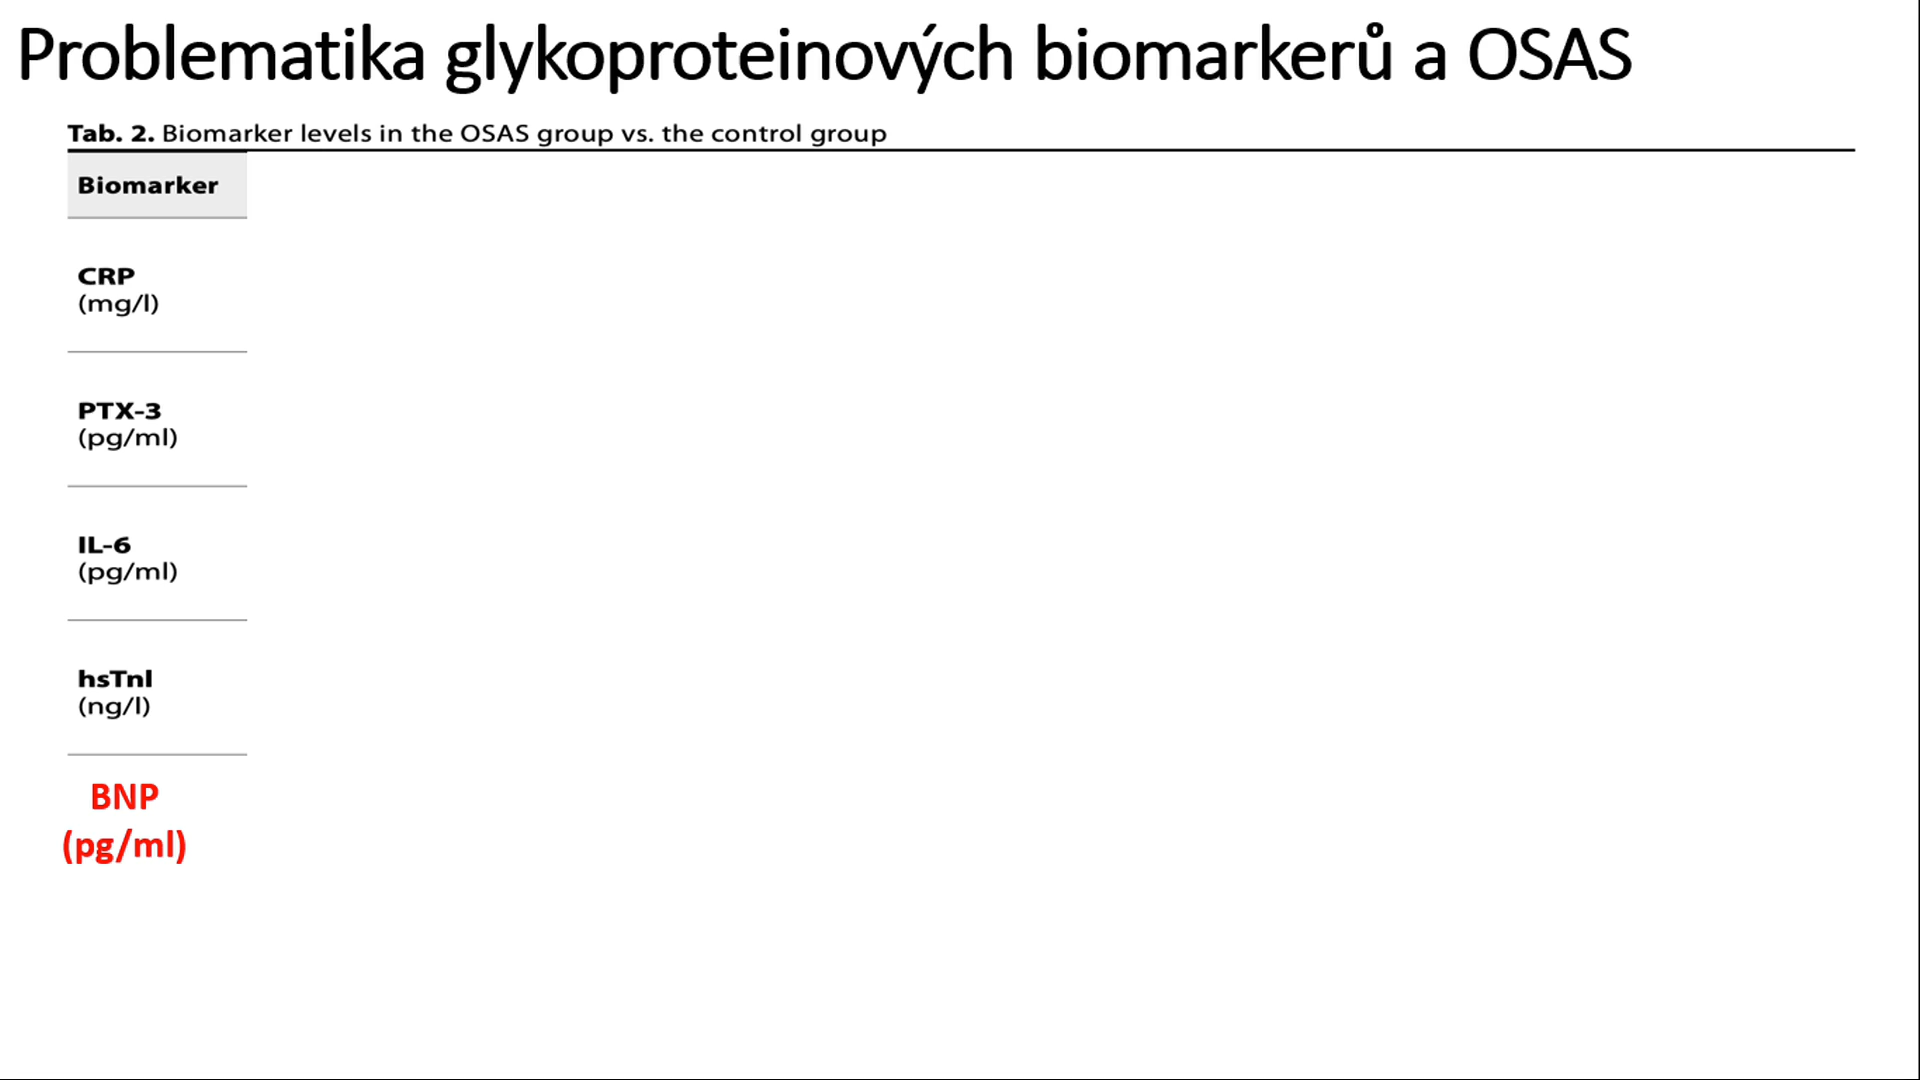 Problematika glykoproteinových biomarkerů a OSAS
Tab. 2. Biomarker levels in the OSAS group vs. the control group
Biomarker
CRP
(mg/l)
PTX-3
(pg/ml)
IL-6
(pg/ml)
hsTnI
(ng/l)
BNP
(pg/ml)